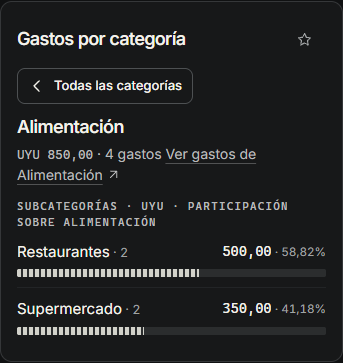 Gastos por categoría
Todas las categorías
Alimentación
UYU 850,00 · 4 gastos Ver gastos de
Alimentación ↗
SUBCATEGORÍAS · UYU · PARTICIPACIÓN
SOBRE ALIMENTACIÓN
Restaurantes · 2 500,00 · 58,82%
Supermercado · 2 350,00 · 41,18%